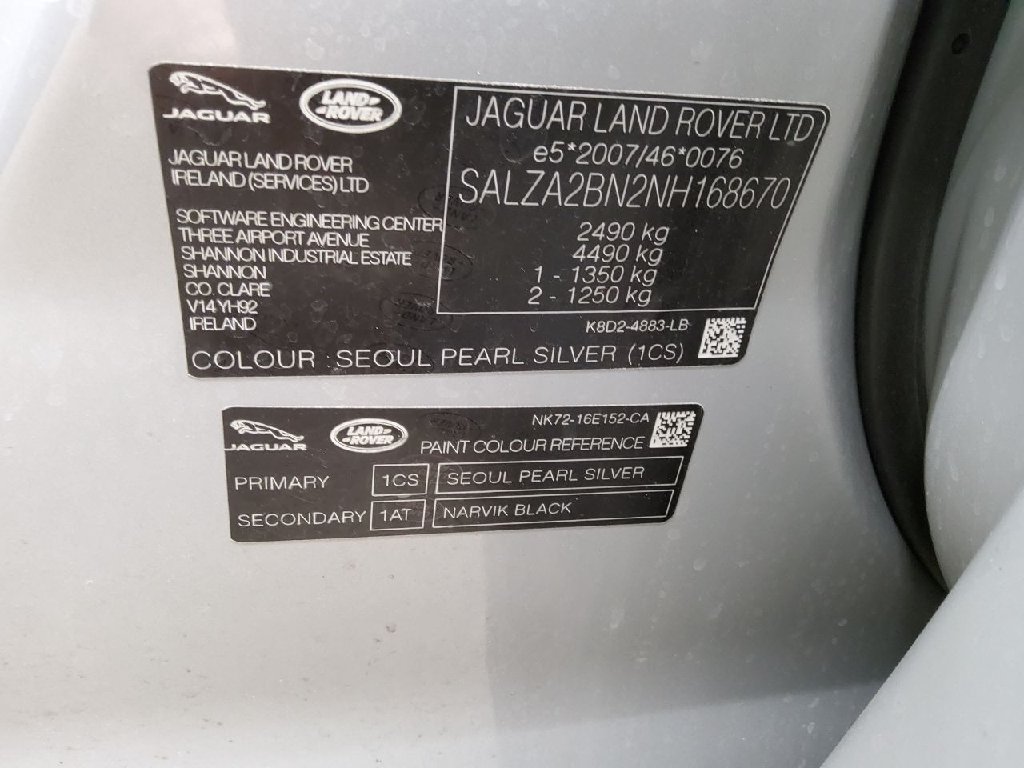 JAGUAR
LAND-
-ROVER
JAGUAR LAND ROVER
IRELAND (SERVICES) LTD
SOFTWARE ENGINEERING CENTER
THREE AIRPORT AVENUE
SHANNON INDUSTRIAL ESTATE
SHANNON
CO. CLARE
V14 YH92
IRELAND
JAGUAR LAND ROVER LTD
e5*2007/46*0076
SALZA2BN2NH168670
2490 kg
4490 kg
1 - 1350 kg
2 - 1250 kg
K8D2-4883-LB
COLOUR : SEOUL PEARL SILVER (1CS)
JAGUAR
LAND-
-ROVER
NK72-16E152-CA
PAINT COLOUR REFERENCE
PRIMARY 1CS SEOUL PEARL SILVER
SECONDARY 1AT NARVIK BLACK